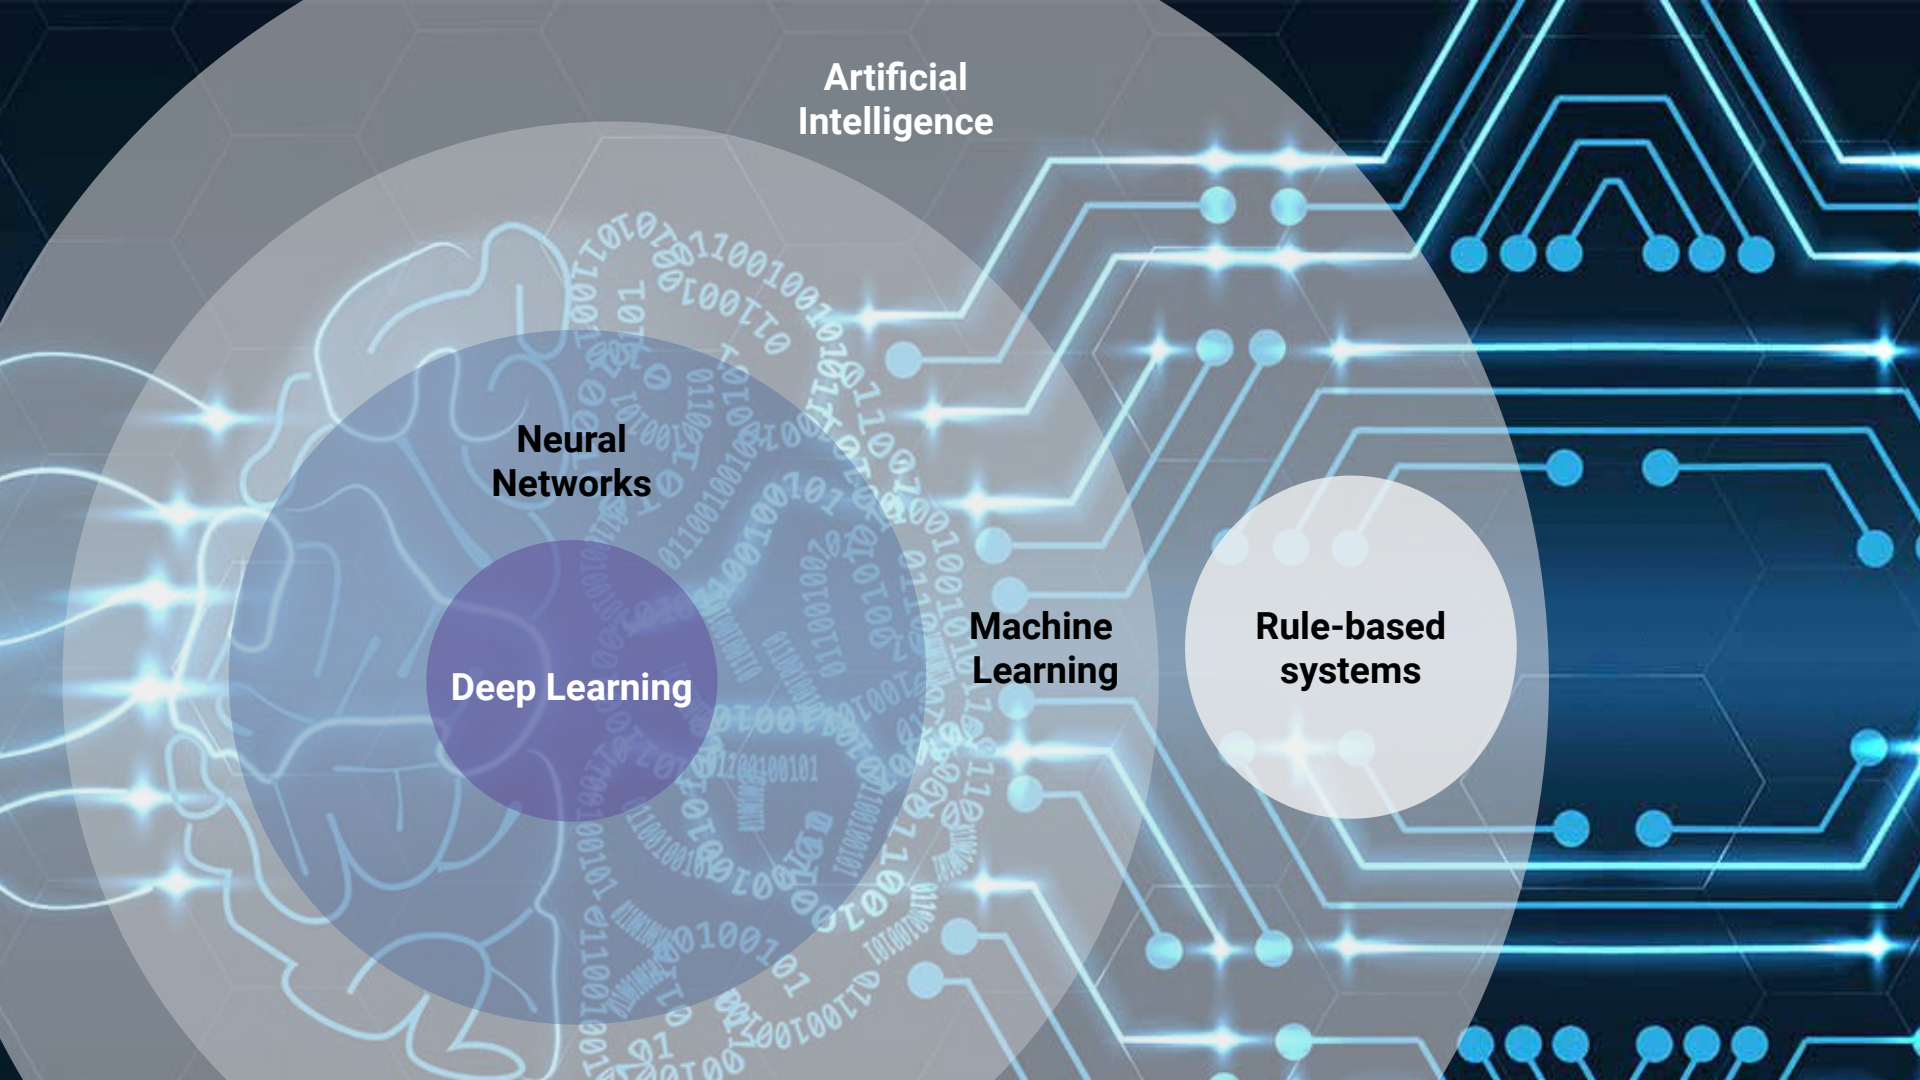 Artificial
Intelligence
Neural
Networks
Machine
Learning
Rule-based
systems
Deep Learning